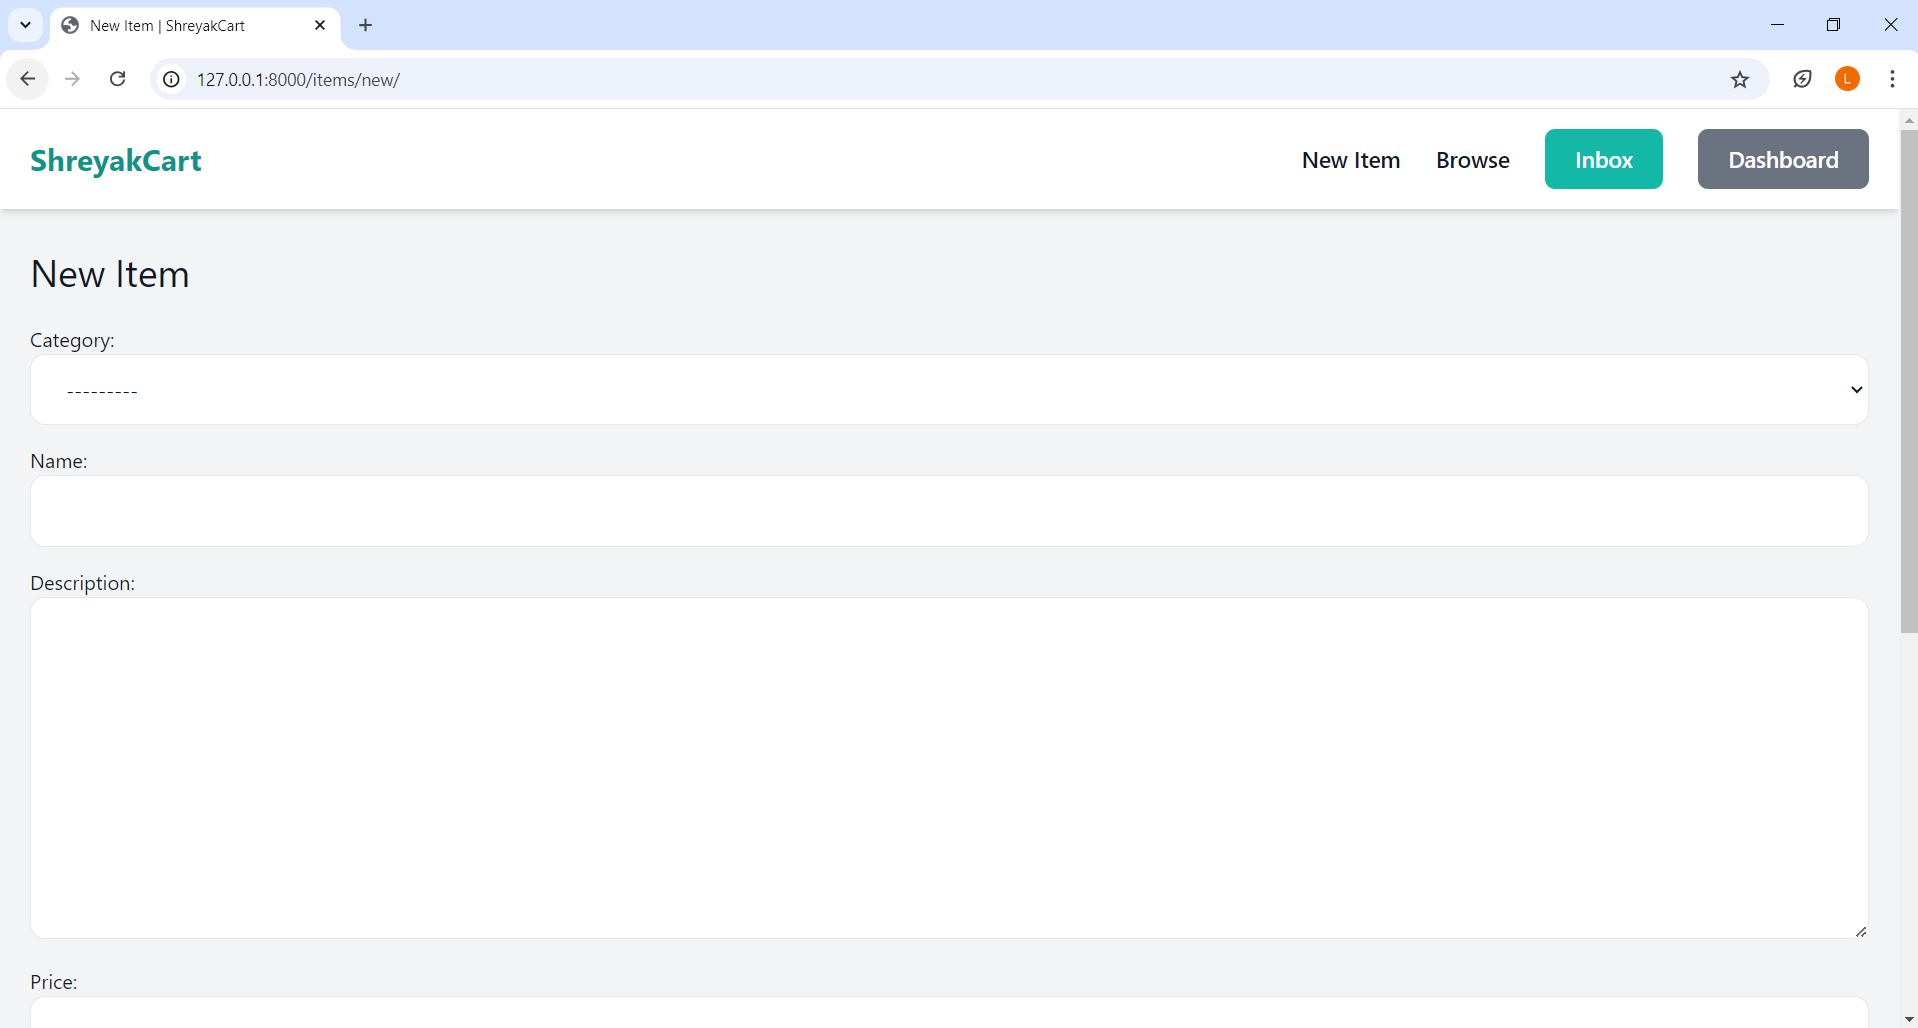 New Item | ShreyakCart
127.0.0.1:8000/items/new/
L
ShreyakCart
New Item Browse Inbox Dashboard
New Item
Category:
---------
Name:
Description:
Price: